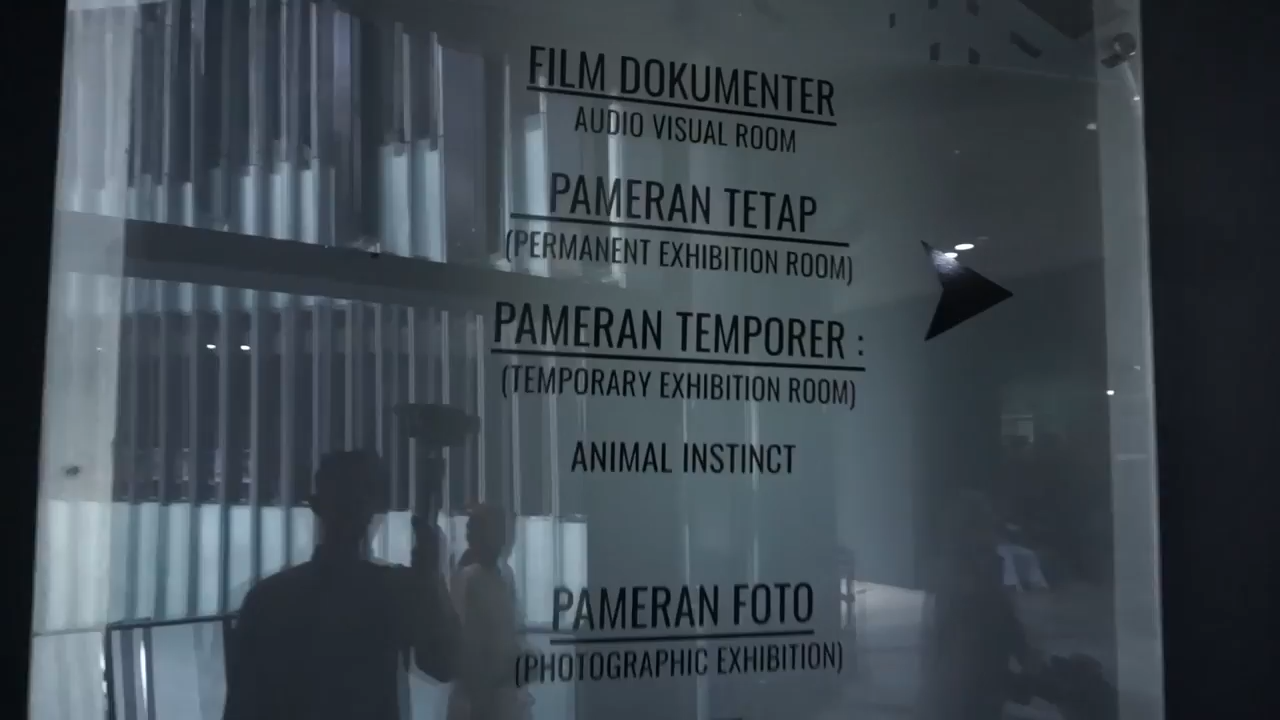 FILM DOKUMENTER
AUDIO VISUAL ROOM
PAMERAN TETAP
(PERMANENT EXHIBITION ROOM)
PAMERAN TEMPORER :
(TEMPORARY EXHIBITION ROOM)
ANIMAL INSTINCT
PAMERAN FOTO
(PHOTOGRAPHIC EXHIBITION)